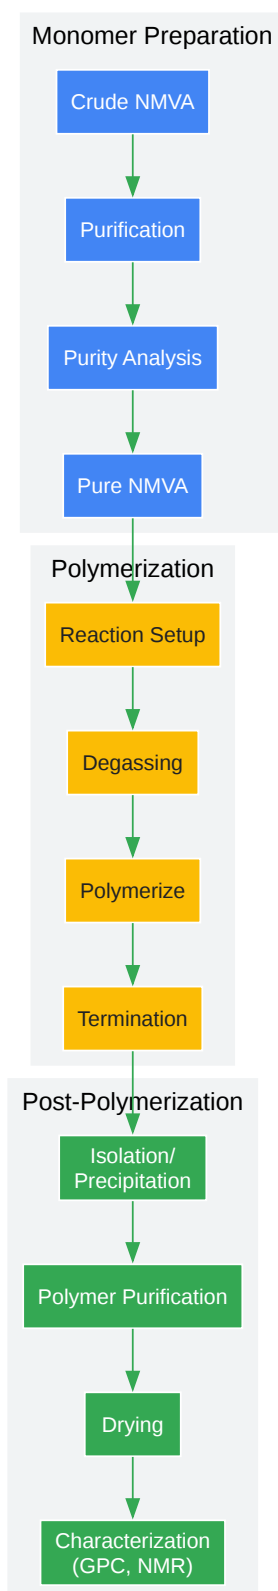 Monomer Preparation
Crude NMVA
Purification
Purity Analysis
Pure NMVA
Polymerization
Reaction Setup
Degassing
Polymerize
Termination
Post-Polymerization
Isolation/
Precipitation
Polymer Purification
Drying
Characterization
(GPC, NMR)